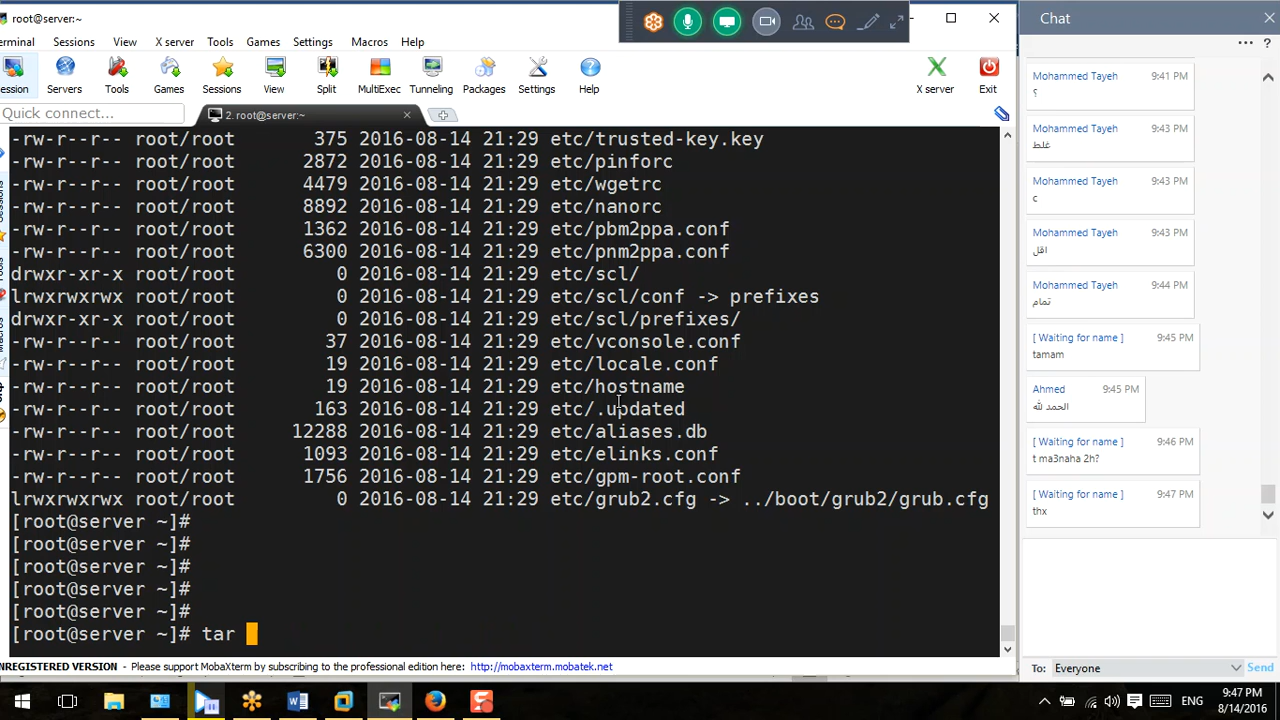 root@server:~
Chat
erminal Sessions View X server Tools Games Settings Macros Help
ession Servers Tools Games Sessions View Split MultiExec Tunneling Packages Settings Help X server Exit
Quick connect...
2. root@server:~
-rw-r--r-- root/root 375 2016-08-14 21:29 etc/trusted-key.key
-rw-r--r-- root/root 2872 2016-08-14 21:29 etc/pinforc
-rw-r--r-- root/root 4479 2016-08-14 21:29 etc/wgetrc
-rw-r--r-- root/root 8892 2016-08-14 21:29 etc/nanorc
-rw-r--r-- root/root 1362 2016-08-14 21:29 etc/pbm2ppa.conf
-rw-r--r-- root/root 6300 2016-08-14 21:29 etc/pnm2ppa.conf
drwxr-xr-x root/root 0 2016-08-14 21:29 etc/scl/
lrwxrwxrwx root/root 0 2016-08-14 21:29 etc/scl/conf -> prefixes
drwxr-xr-x root/root 0 2016-08-14 21:29 etc/scl/prefixes/
-rw-r--r-- root/root 37 2016-08-14 21:29 etc/vconsole.conf
-rw-r--r-- root/root 19 2016-08-14 21:29 etc/locale.conf
-rw-r--r-- root/root 19 2016-08-14 21:29 etc/hostname
-rw-r--r-- root/root 163 2016-08-14 21:29 etc/.updated
-rw-r--r-- root/root 12288 2016-08-14 21:29 etc/aliases.db
-rw-r--r-- root/root 1093 2016-08-14 21:29 etc/elinks.conf
-rw-r--r-- root/root 1756 2016-08-14 21:29 etc/gpm-root.conf
lrwxrwxrwx root/root 0 2016-08-14 21:29 etc/grub2.cfg -> ../boot/grub2/grub.cfg
[root@server ~]#
[root@server ~]#
[root@server ~]#
[root@server ~]#
[root@server ~]#
[root@server ~]# tar
NREGISTERED VERSION - Please support MobaXterm by subscribing to the professional edition here: http://mobaxterm.mobatek.net
Mohammed Tayeh 9:41 PM
؟
Mohammed Tayeh 9:43 PM
غلط
Mohammed Tayeh 9:43 PM
c
Mohammed Tayeh 9:43 PM
اقل
Mohammed Tayeh 9:44 PM
تمام
[ Waiting for name ] 9:45 PM
tamam
Ahmed 9:45 PM
الحمد لله
[ Waiting for name ] 9:46 PM
t ma3naha 2h?
[ Waiting for name ] 9:47 PM
thx
To: Everyone Send
ENG
9:47 PM
8/14/2016